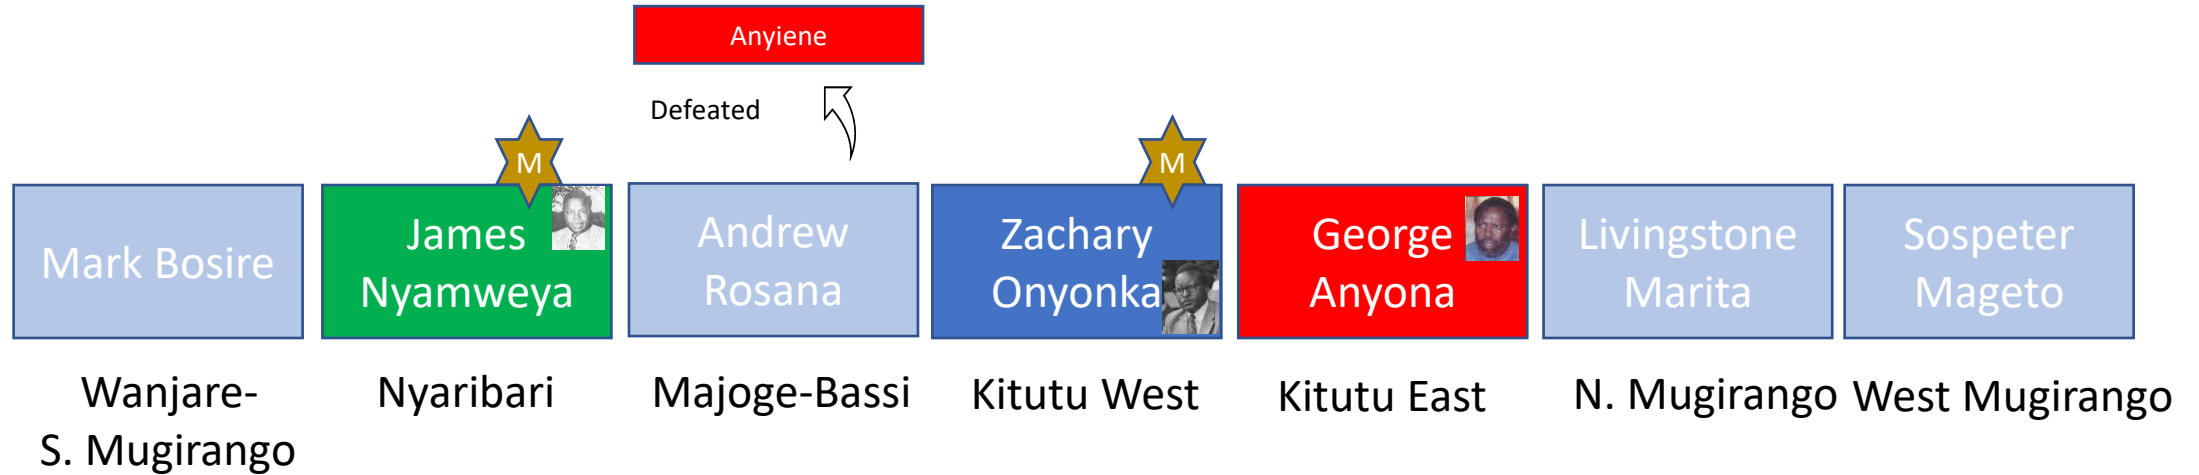 Anyiene
Defeated
M
M
Mark Bosire
James
Nyamweya
Andrew
Rosana
Zachary
Onyonka
George
Anyona
Livingstone
Marita
Sospeter
Mageto
Wanjare-
S. Mugirango
Nyaribari
Majoge-Bassi
Kitutu West
Kitutu East
N. Mugirango
West Mugirango